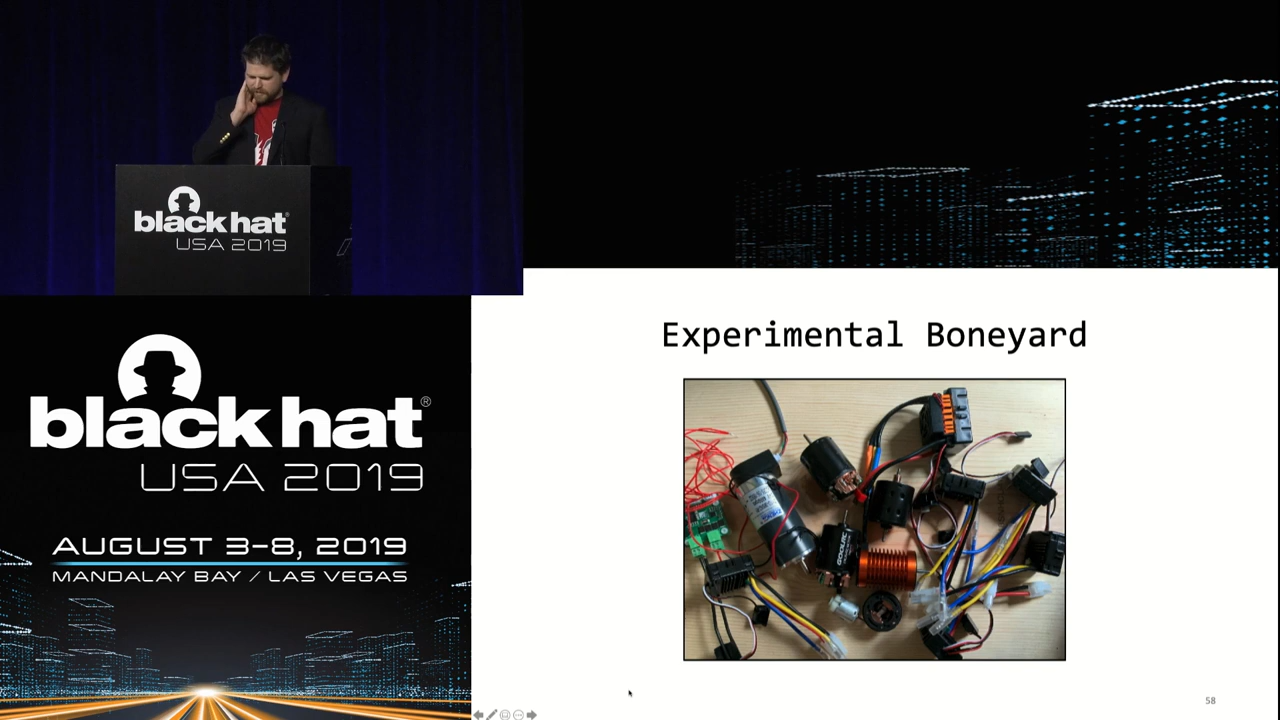 black hat®
USA 2019
black hat®
USA 2019
AUGUST 3-8, 2019
MANDALAY BAY / LAS VEGAS
Experimental Boneyard
58